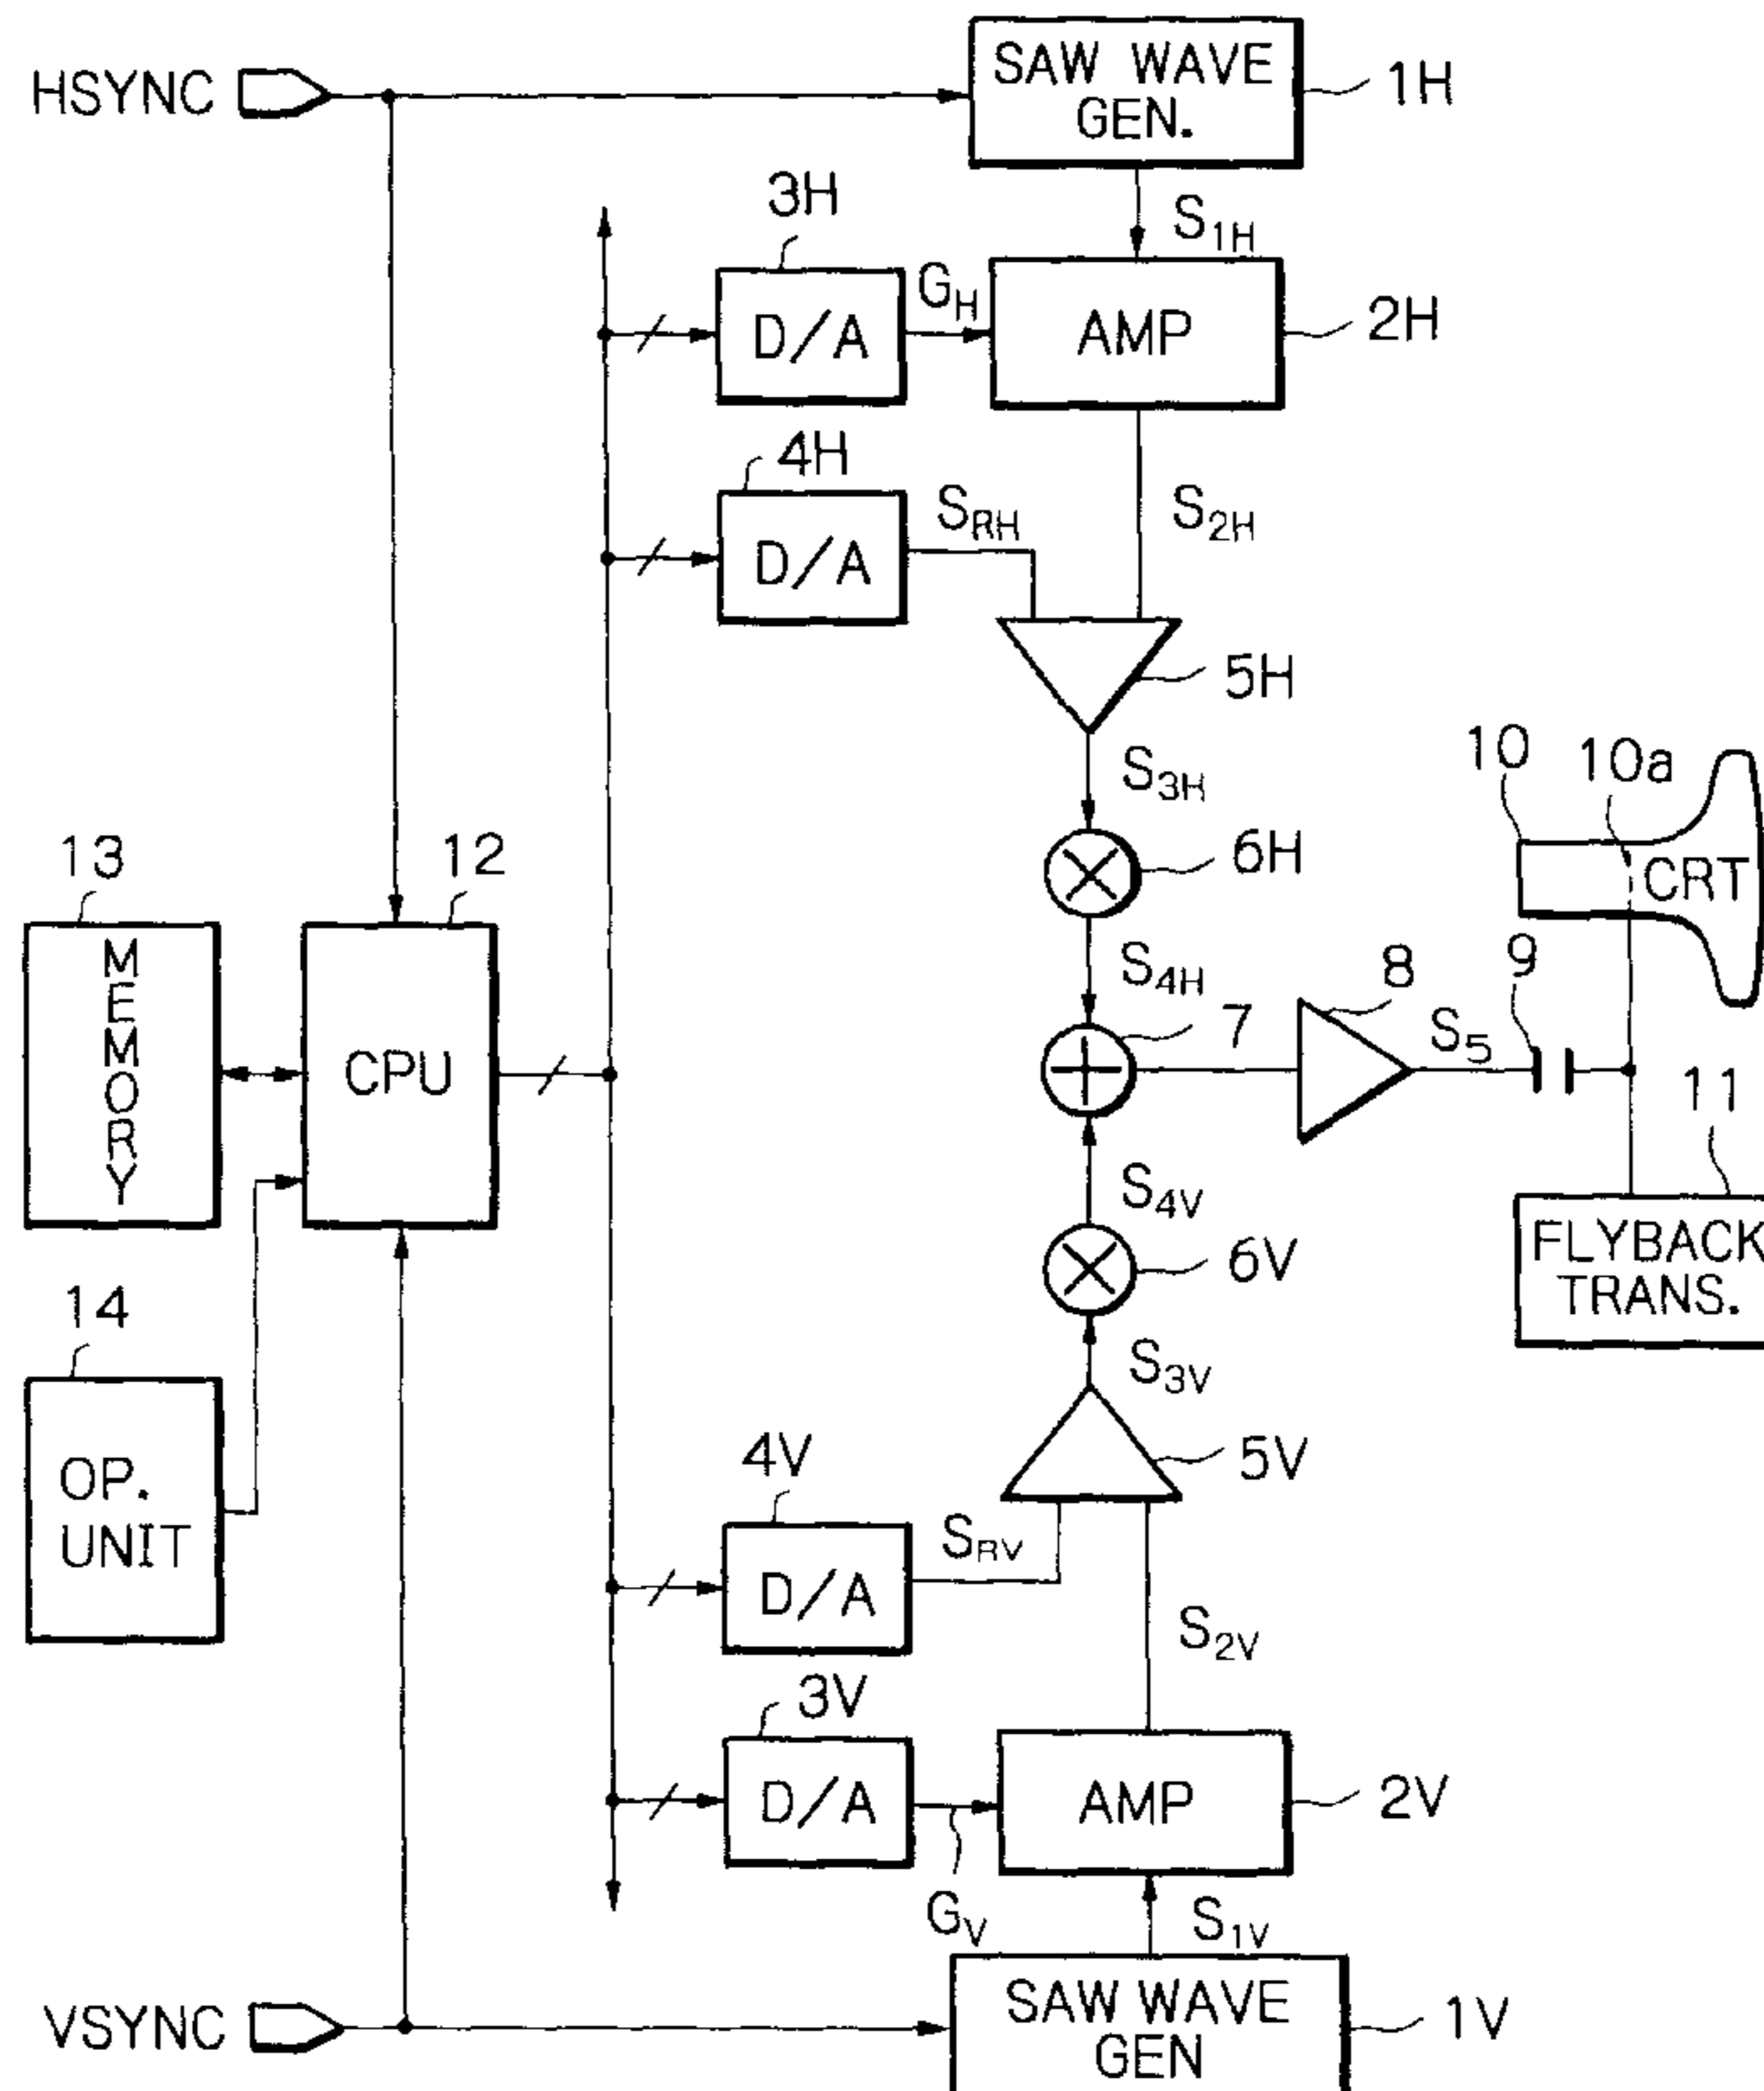 HSYNC
SAW WAVE
GEN.
1H
3H
S1H
D/A
GH
AMP
2H
4H
D/A
SRH
S2H
5H
S3H
10
10a
6H
CRT
13
12
MEMORY
CPU
S4H
7
8
S5
9
11
S4V
6V
FLYBACK
TRANS.
14
S3V
OP.
UNIT
4V
5V
D/A
SRV
S2V
3V
D/A
AMP
2V
GV
S1V
VSYNC
SAW WAVE
GEN
1V